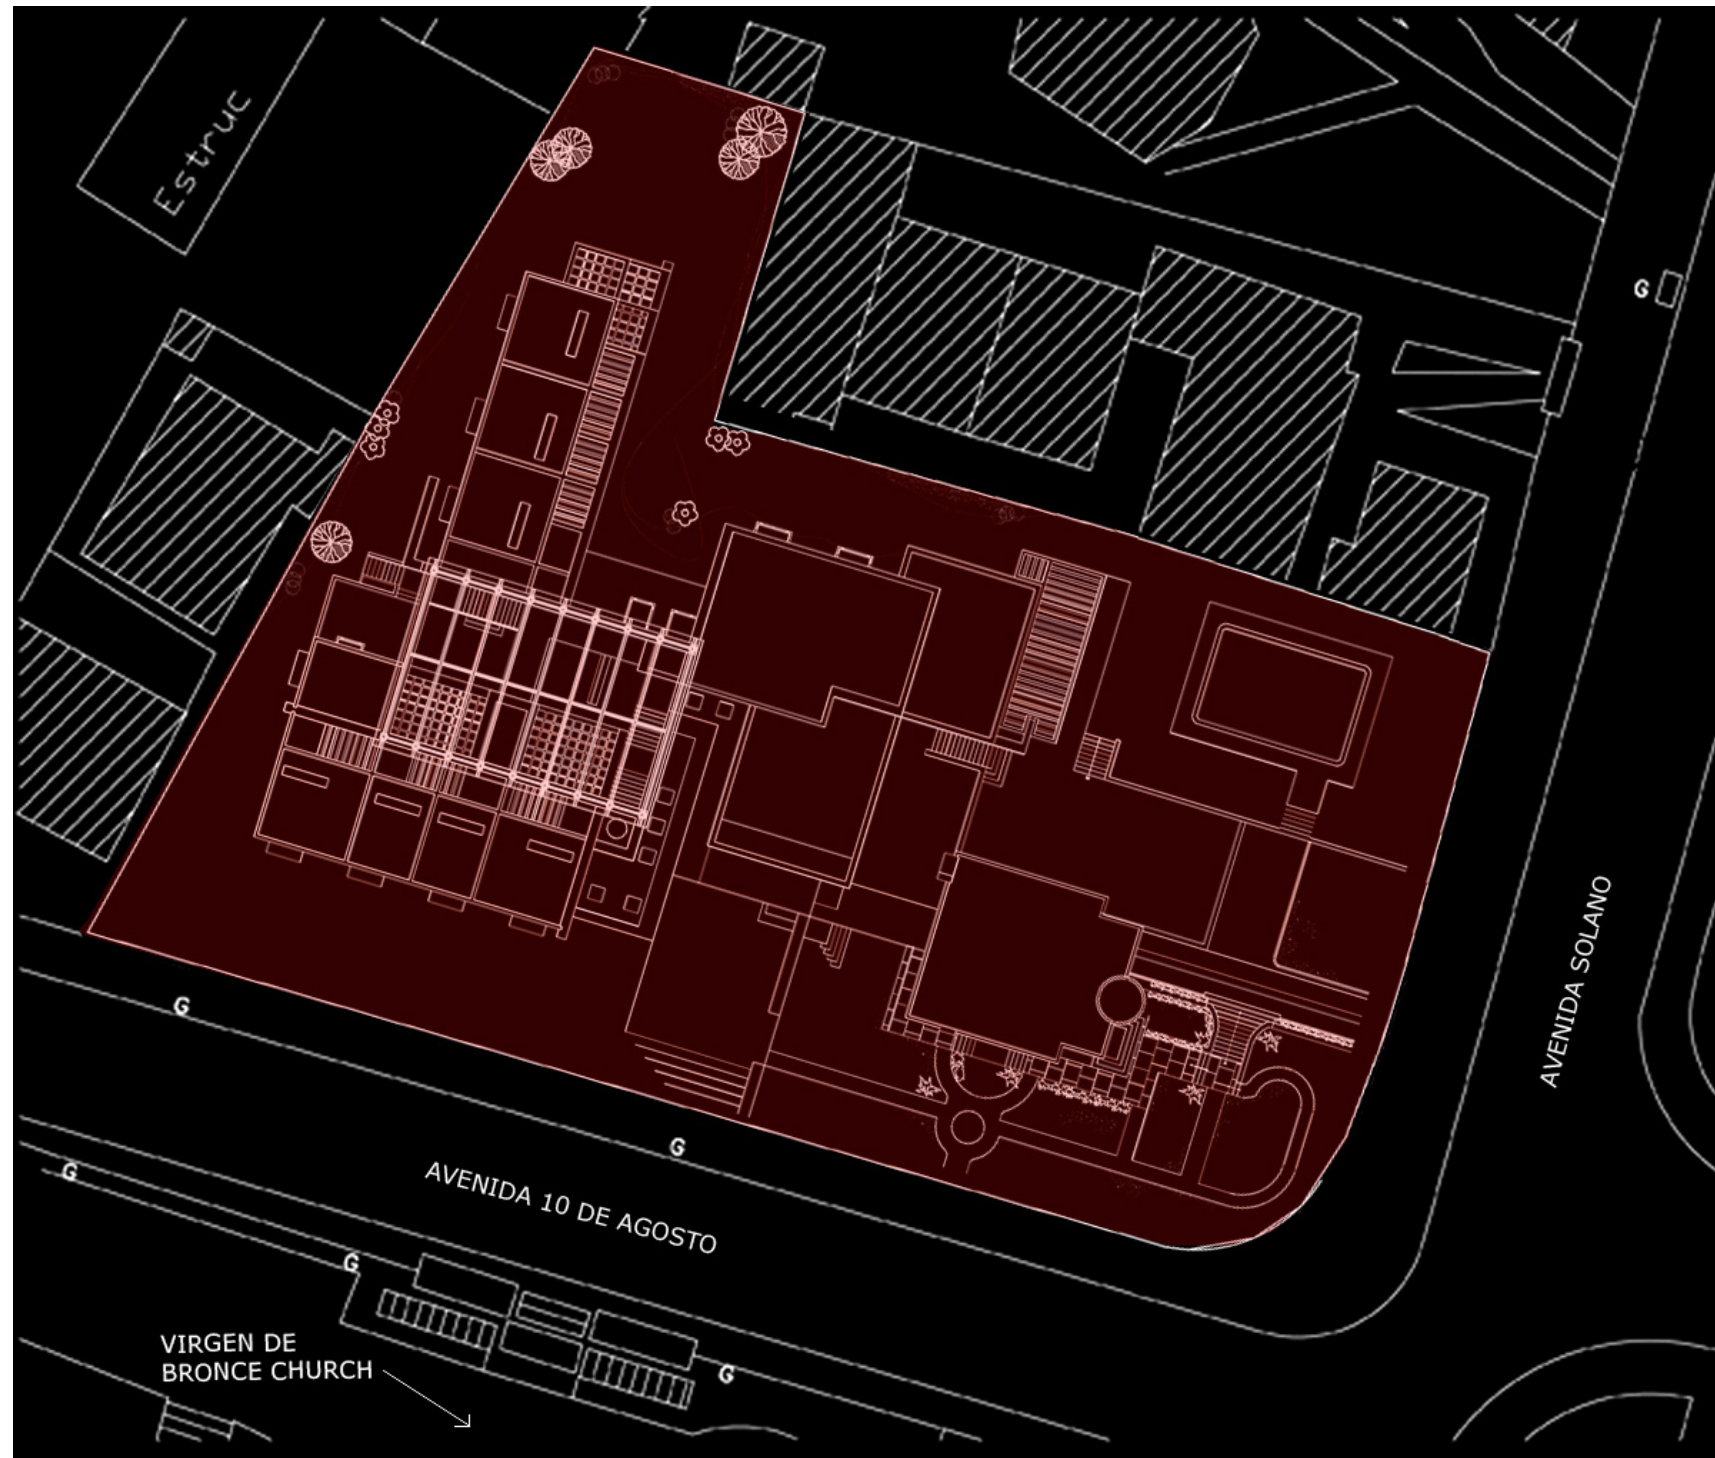 Estruc
G
AVENIDA SOLANO
G
G
G
AVENIDA 10 DE AGOSTO
G
VIRGEN DE
BRONCE CHURCH
G